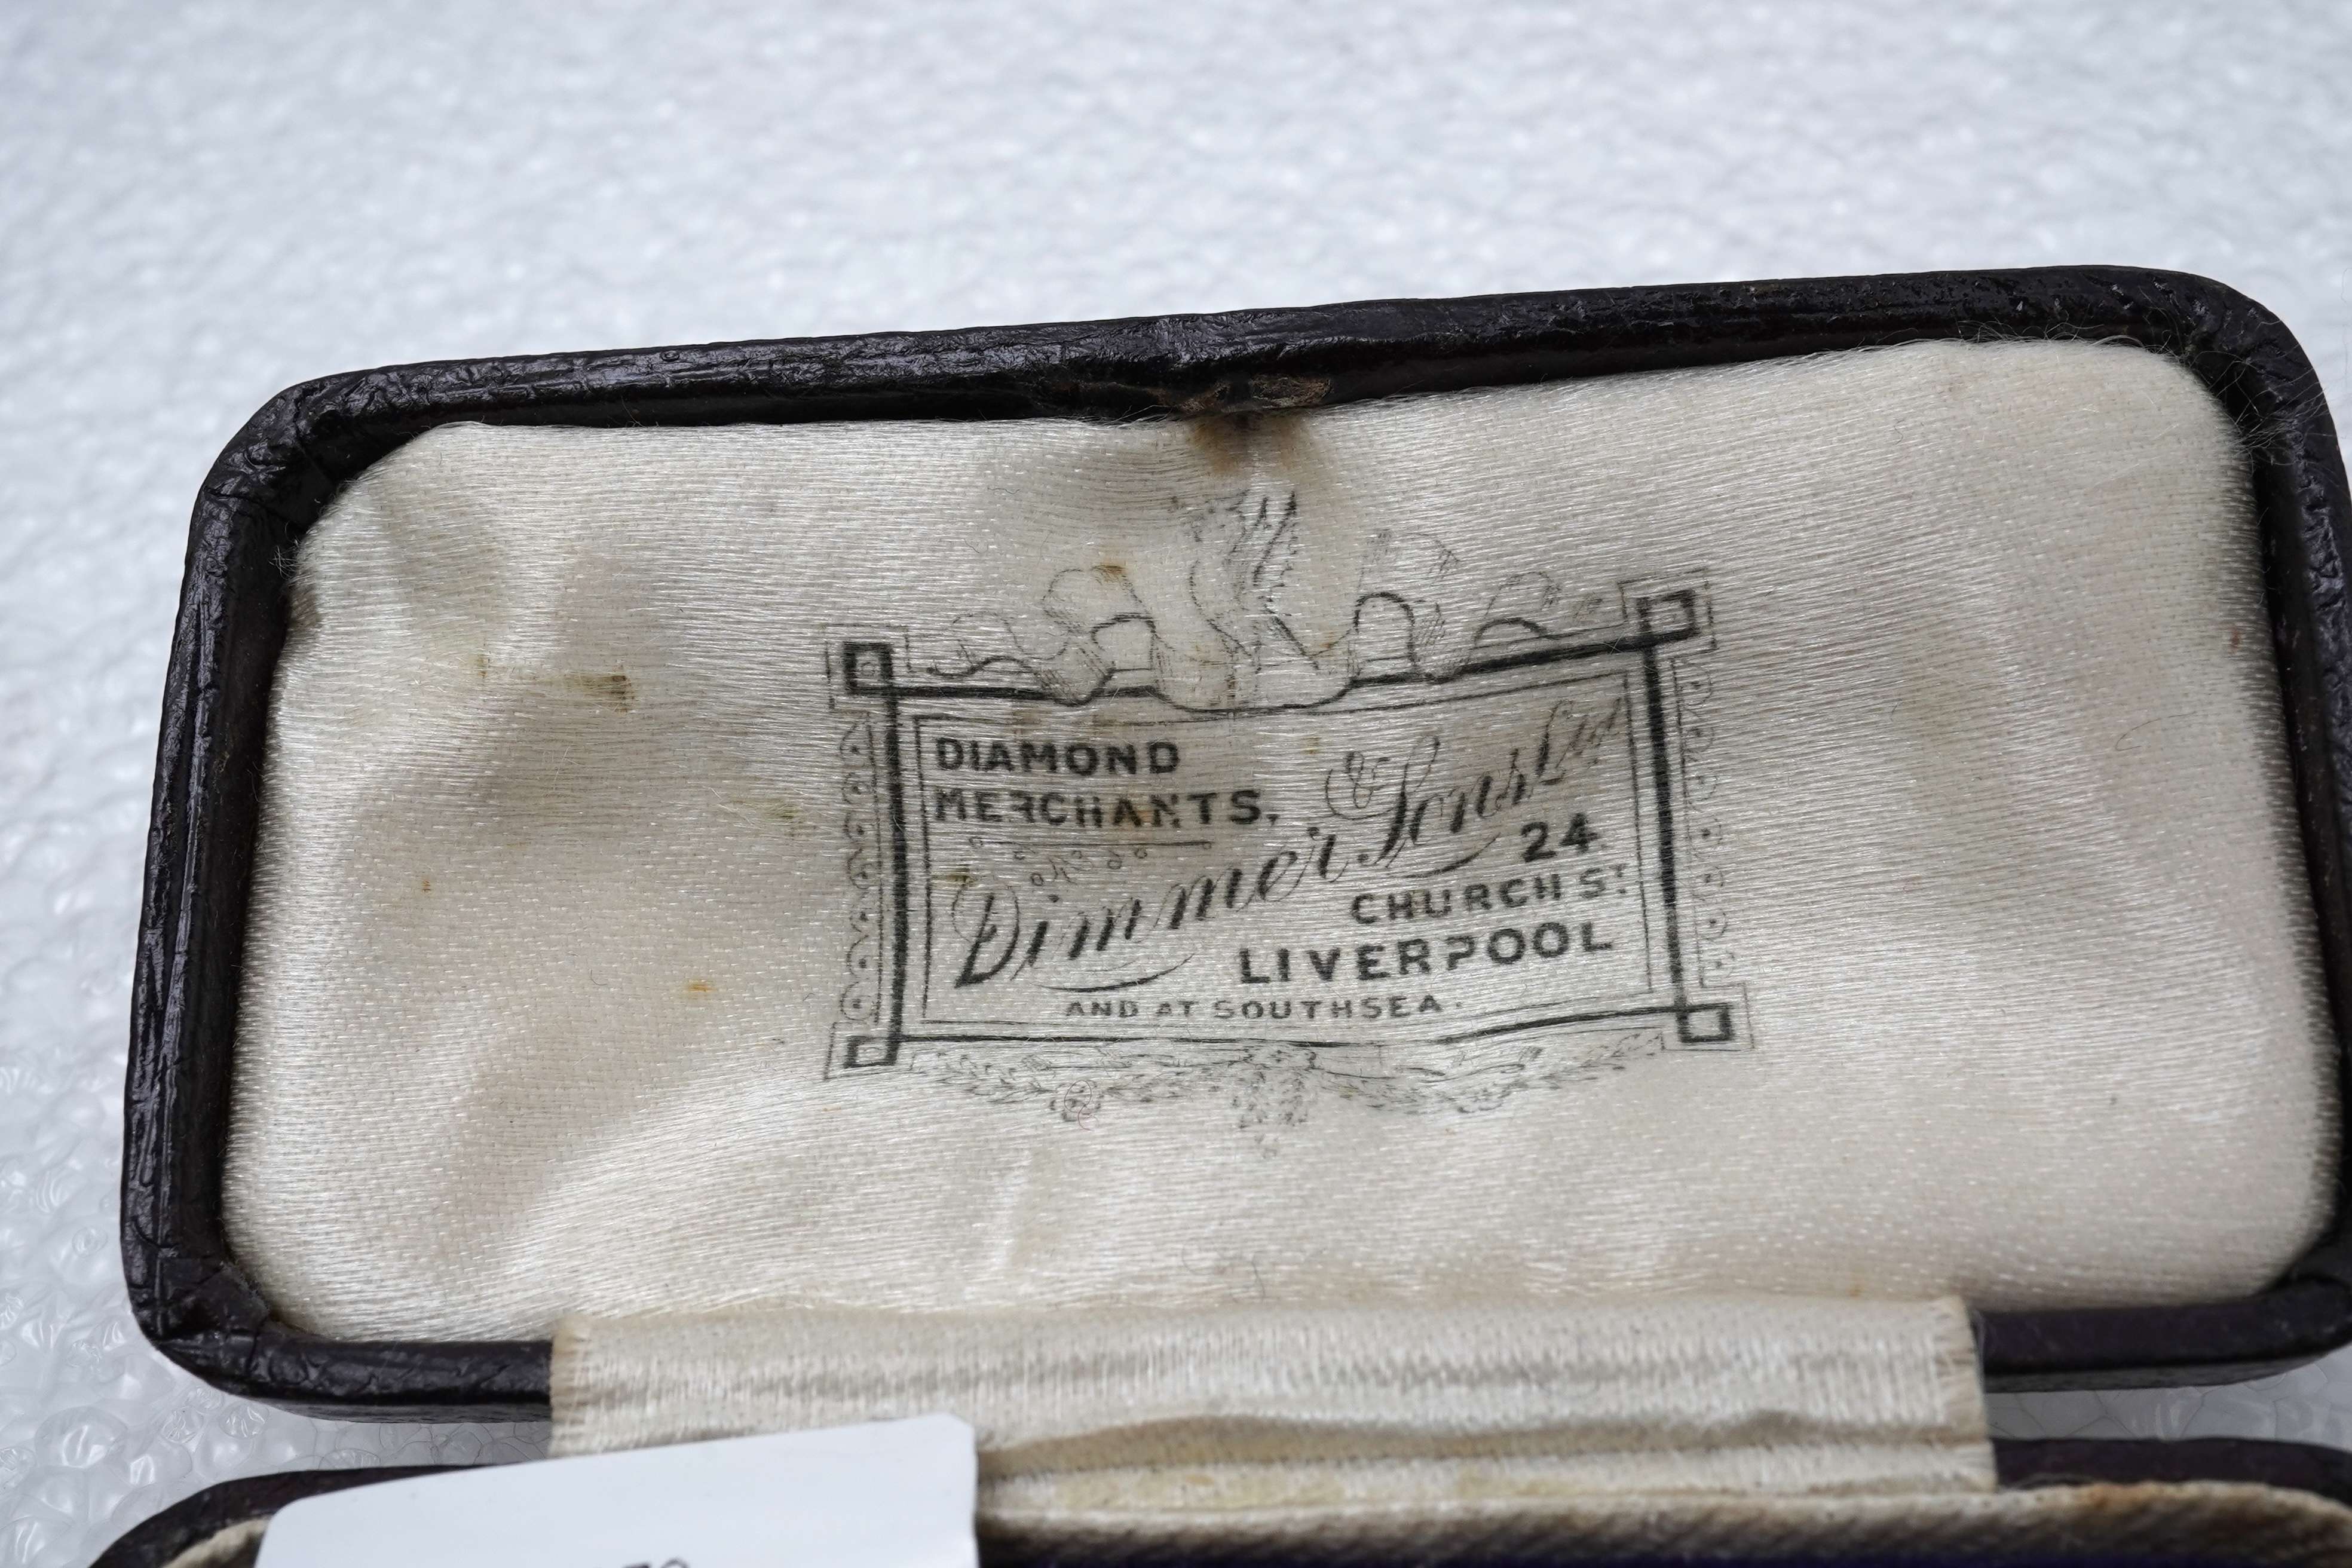 DIAMOND
MERCHANTS.
Dimmer & Sons Ltd
24
CHURCH ST
LIVERPOOL
AND AT SOUTHSEA.